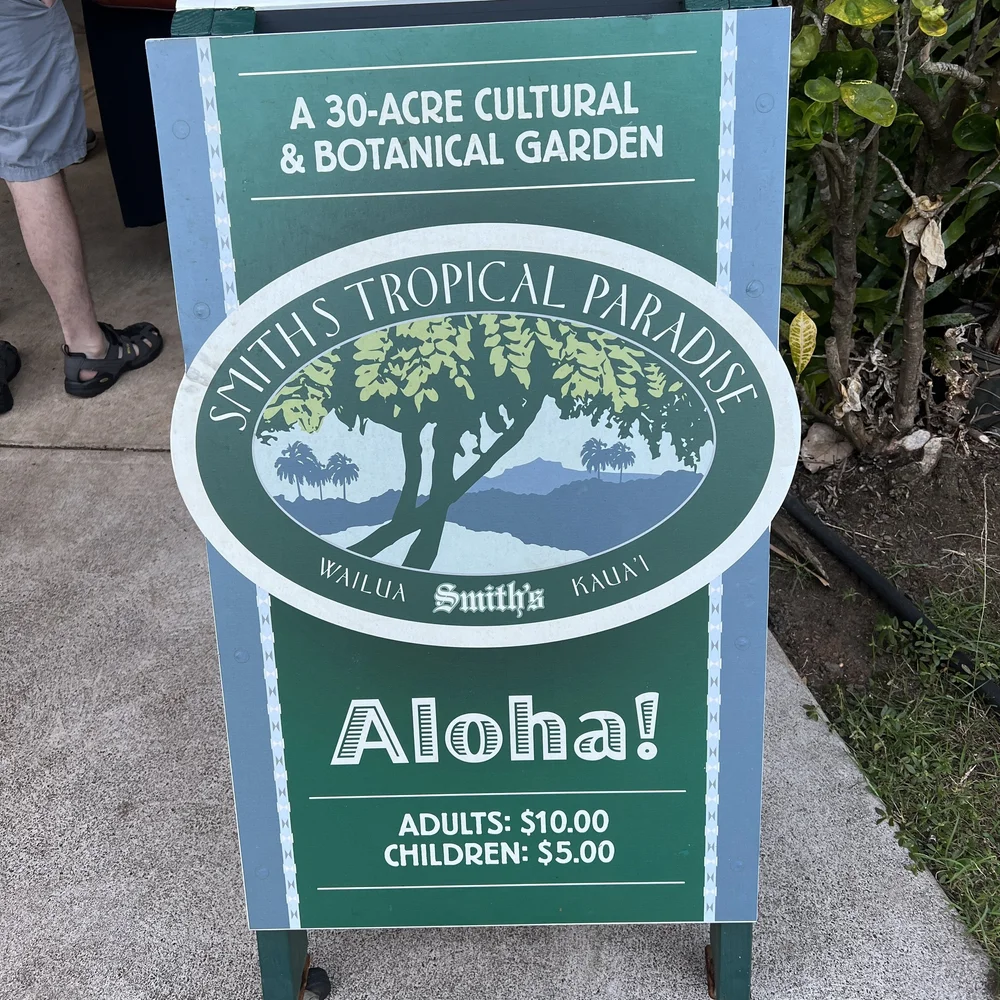 A 30-ACRE CULTURAL
& BOTANICAL GARDEN
SMITHS TROPICAL PARADISE
WAILUA Smith's KAUA'I
Aloha!
ADULTS: $10.00
CHILDREN: $5.00